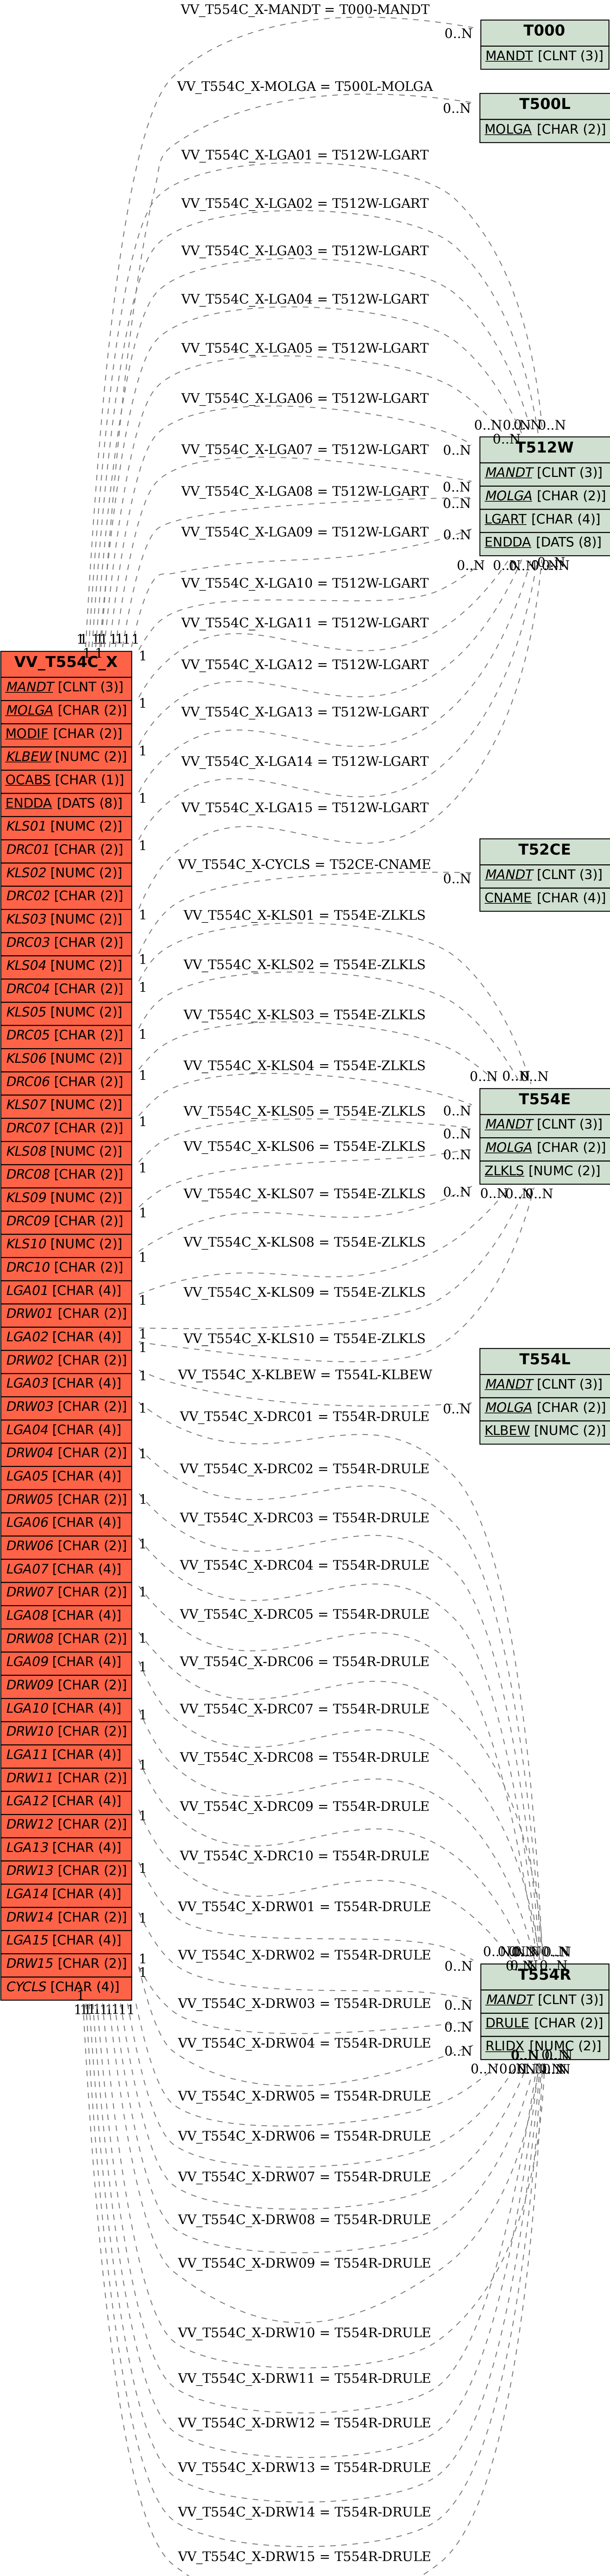 VV_T554C_X-MANDT = T000-MANDT
0..N
T000
MANDT [CLNT (3)]
VV_T554C_X-MOLGA = T500L-MOLGA
0..N
T500L
MOLGA [CHAR (2)]
VV_T554C_X-LGA01 = T512W-LGART
VV_T554C_X-LGA02 = T512W-LGART
VV_T554C_X-LGA03 = T512W-LGART
VV_T554C_X-LGA04 = T512W-LGART
VV_T554C_X-LGA05 = T512W-LGART
VV_T554C_X-LGA06 = T512W-LGART
VV_T554C_X-LGA07 = T512W-LGART
VV_T554C_X-LGA08 = T512W-LGART
VV_T554C_X-LGA09 = T512W-LGART
VV_T554C_X-LGA10 = T512W-LGART
VV_T554C_X-LGA11 = T512W-LGART
VV_T554C_X-LGA12 = T512W-LGART
VV_T554C_X-LGA13 = T512W-LGART
VV_T554C_X-LGA14 = T512W-LGART
VV_T554C_X-LGA15 = T512W-LGART
T512W
MANDT [CLNT (3)]
MOLGA [CHAR (2)]
LGART [CHAR (4)]
ENDDA [DATS (8)]
VV_T554C_X
MANDT [CLNT (3)]
MOLGA [CHAR (2)]
MODIF [CHAR (2)]
KLBEW [NUMC (2)]
OCABS [CHAR (1)]
ENDDA [DATS (8)]
KLS01 [NUMC (2)]
DRC01 [CHAR (2)]
KLS02 [NUMC (2)]
DRC02 [CHAR (2)]
KLS03 [NUMC (2)]
DRC03 [CHAR (2)]
KLS04 [NUMC (2)]
DRC04 [CHAR (2)]
KLS05 [NUMC (2)]
DRC05 [CHAR (2)]
KLS06 [NUMC (2)]
DRC06 [CHAR (2)]
KLS07 [NUMC (2)]
DRC07 [CHAR (2)]
KLS08 [NUMC (2)]
DRC08 [CHAR (2)]
KLS09 [NUMC (2)]
DRC09 [CHAR (2)]
KLS10 [NUMC (2)]
DRC10 [CHAR (2)]
LGA01 [CHAR (4)]
DRW01 [CHAR (2)]
LGA02 [CHAR (4)]
DRW02 [CHAR (2)]
LGA03 [CHAR (4)]
DRW03 [CHAR (2)]
LGA04 [CHAR (4)]
DRW04 [CHAR (2)]
LGA05 [CHAR (4)]
DRW05 [CHAR (2)]
LGA06 [CHAR (4)]
DRW06 [CHAR (2)]
LGA07 [CHAR (4)]
DRW07 [CHAR (2)]
LGA08 [CHAR (4)]
DRW08 [CHAR (2)]
LGA09 [CHAR (4)]
DRW09 [CHAR (2)]
LGA10 [CHAR (4)]
DRW10 [CHAR (2)]
LGA11 [CHAR (4)]
DRW11 [CHAR (2)]
LGA12 [CHAR (4)]
DRW12 [CHAR (2)]
LGA13 [CHAR (4)]
DRW13 [CHAR (2)]
LGA14 [CHAR (4)]
DRW14 [CHAR (2)]
LGA15 [CHAR (4)]
DRW15 [CHAR (2)]
CYCLS [CHAR (4)]
VV_T554C_X-CYCLS = T52CE-CNAME
0..N
T52CE
MANDT [CLNT (3)]
CNAME [CHAR (4)]
VV_T554C_X-KLS01 = T554E-ZLKLS
VV_T554C_X-KLS02 = T554E-ZLKLS
VV_T554C_X-KLS03 = T554E-ZLKLS
VV_T554C_X-KLS04 = T554E-ZLKLS
VV_T554C_X-KLS05 = T554E-ZLKLS
VV_T554C_X-KLS06 = T554E-ZLKLS
VV_T554C_X-KLS07 = T554E-ZLKLS
VV_T554C_X-KLS08 = T554E-ZLKLS
VV_T554C_X-KLS09 = T554E-ZLKLS
VV_T554C_X-KLS10 = T554E-ZLKLS
T554E
MANDT [CLNT (3)]
MOLGA [CHAR (2)]
ZLKLS [NUMC (2)]
VV_T554C_X-KLBEW = T554L-KLBEW
0..N
T554L
MANDT [CLNT (3)]
MOLGA [CHAR (2)]
KLBEW [NUMC (2)]
VV_T554C_X-DRC01 = T554R-DRULE
VV_T554C_X-DRC02 = T554R-DRULE
VV_T554C_X-DRC03 = T554R-DRULE
VV_T554C_X-DRC04 = T554R-DRULE
VV_T554C_X-DRC05 = T554R-DRULE
VV_T554C_X-DRC06 = T554R-DRULE
VV_T554C_X-DRC07 = T554R-DRULE
VV_T554C_X-DRC08 = T554R-DRULE
VV_T554C_X-DRC09 = T554R-DRULE
VV_T554C_X-DRC10 = T554R-DRULE
VV_T554C_X-DRW01 = T554R-DRULE
VV_T554C_X-DRW02 = T554R-DRULE
VV_T554C_X-DRW03 = T554R-DRULE
VV_T554C_X-DRW04 = T554R-DRULE
VV_T554C_X-DRW05 = T554R-DRULE
VV_T554C_X-DRW06 = T554R-DRULE
VV_T554C_X-DRW07 = T554R-DRULE
VV_T554C_X-DRW08 = T554R-DRULE
VV_T554C_X-DRW09 = T554R-DRULE
VV_T554C_X-DRW10 = T554R-DRULE
VV_T554C_X-DRW11 = T554R-DRULE
VV_T554C_X-DRW12 = T554R-DRULE
VV_T554C_X-DRW13 = T554R-DRULE
VV_T554C_X-DRW14 = T554R-DRULE
VV_T554C_X-DRW15 = T554R-DRULE
T554R
MANDT [CLNT (3)]
DRULE [CHAR (2)]
RLIDX [NUMC (2)]